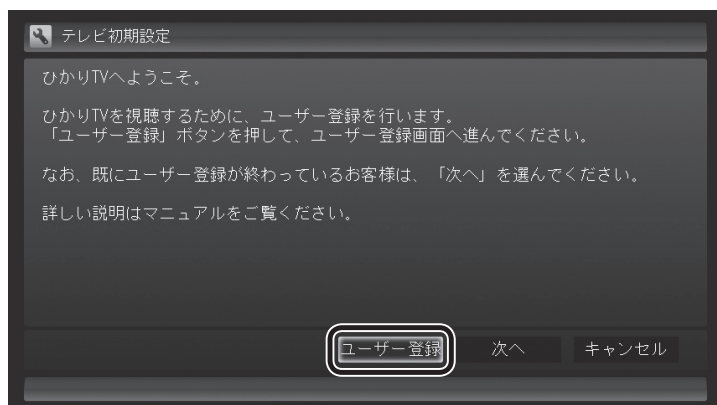 テレビ初期設定
ひかりTVへようこそ。
ひかりTVを視聴するために、ユーザー登録を行います。
「ユーザー登録」ボタンを押して、ユーザー登録画面へ進んでください。
なお、既にユーザー登録が終わっているお客様は、「次へ」を選んでください。
詳しい説明はマニュアルをご覧ください。
ユーザー登録 次へ キャンセル